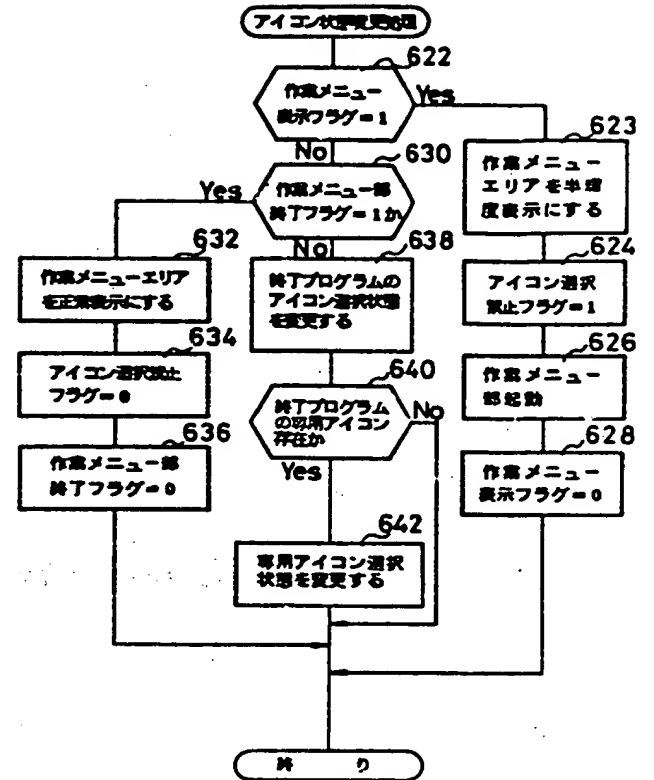 アイコン状態変更処理
622
作業メニュー
表示フラグ=1
Yes
No
623
作業メニュー
エリアを半輝
度表示にする
630
作業メニュー部
終了フラグ=1か
Yes
No
624
アイコン選択
禁止フラグ=1
632
作業メニューエリア
を正常表示にする
638
終了プログラムの
アイコン選択状態
を変更する
634
アイコン選択禁止
フラグ=0
626
作業メニュー
部起動
640
終了プログラム
の専用アイコン
存在か
No
Yes
636
作業メニュー部
終了フラグ=0
628
作業メニュー
表示フラグ=0
642
専用アイコン選択
状態を変更する
終り